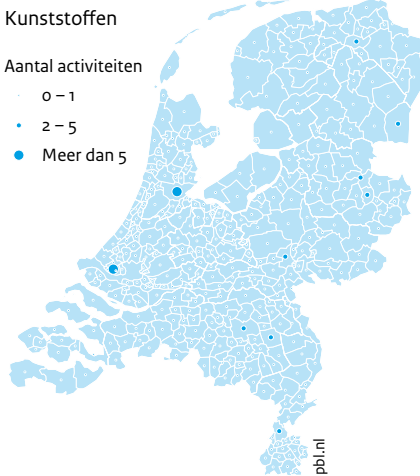 Kunststoffen
Aantal activiteiten
0 – 1
2 – 5
Meer dan 5
pbl.nl